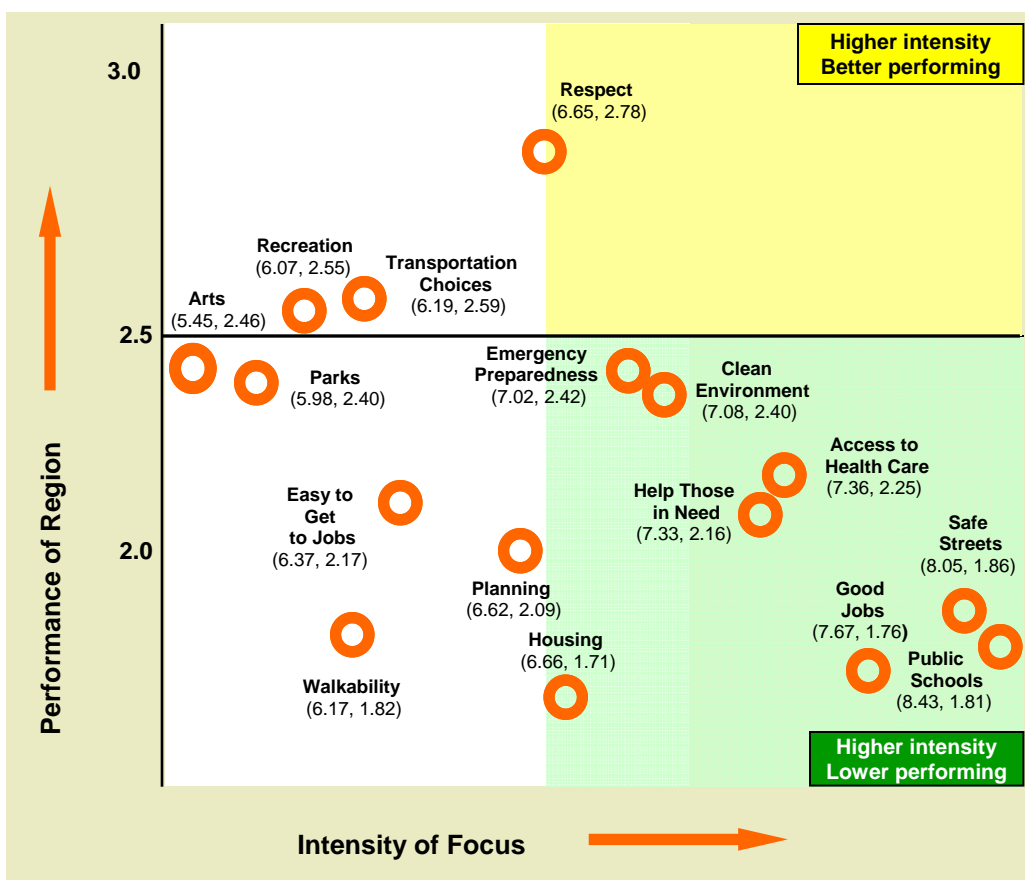 Higher intensity
Better performing
3.0
Respect
(6.65, 2.78)
Recreation
(6.07, 2.55)
Transportation
Choices
(6.19, 2.59)
Arts
(5.45, 2.46)
2.5
Emergency
Preparedness
(7.02, 2.42)
Clean
Environment
(7.08, 2.40)
Parks
(5.98, 2.40)
Access to
Health Care
(7.36, 2.25)
Help Those
in Need
(7.33, 2.16)
Easy to
Get
to Jobs
(6.37, 2.17)
Safe
Streets
(8.05, 1.86)
2.0
Planning
(6.62, 2.09)
Good
Jobs
(7.67, 1.76)
Housing
(6.66, 1.71)
Public
Schools
(8.43, 1.81)
Walkability
(6.17, 1.82)
Higher intensity
Lower performing
Performance of Region
Intensity of Focus